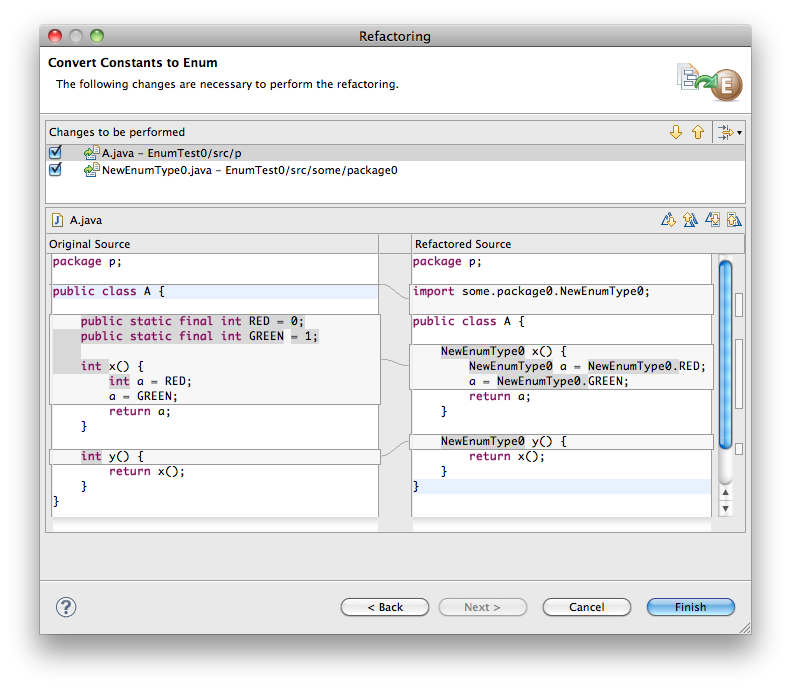 Refactoring
Convert Constants to Enum
The following changes are necessary to perform the refactoring.
E
Changes to be performed
A.java – EnumTest0/src/p
NewEnumType0.java – EnumTest0/src/some/package0
J A.java
Original Source
package p;
public class A {
public static final int RED = 0;
public static final int GREEN = 1;
int x() {
int a = RED;
a = GREEN;
return a;
}
int y() {
return x();
}
}
Refactored Source
package p;
import some.package0.NewEnumType0;
public class A {
NewEnumType0 x() {
NewEnumType0 a = NewEnumType0.RED;
a = NewEnumType0.GREEN;
return a;
}
NewEnumType0 y() {
return x();
}
}
?
< Back
Next >
Cancel
Finish